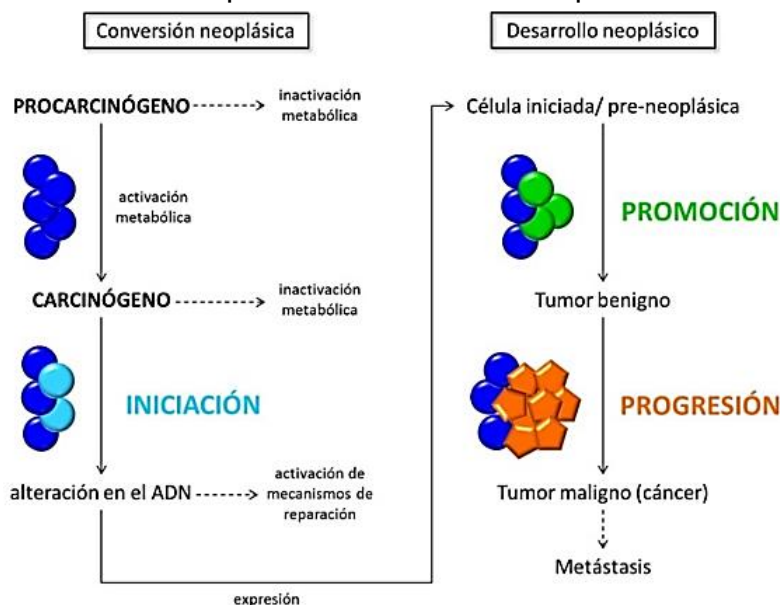 Conversión neoplásica
PROCARCINÓGENO
inactivación
metabólica
activación
metabólica
CARCINÓGENO
inactivación
metabólica
INICIACIÓN
alteración en el ADN
activación de
mecanismos de
reparación
expresión
Desarrollo neoplásico
Célula iniciada/ pre-neoplásica
PROMOCIÓN
Tumor benigno
PROGRESIÓN
Tumor maligno (cáncer)
Metástasis